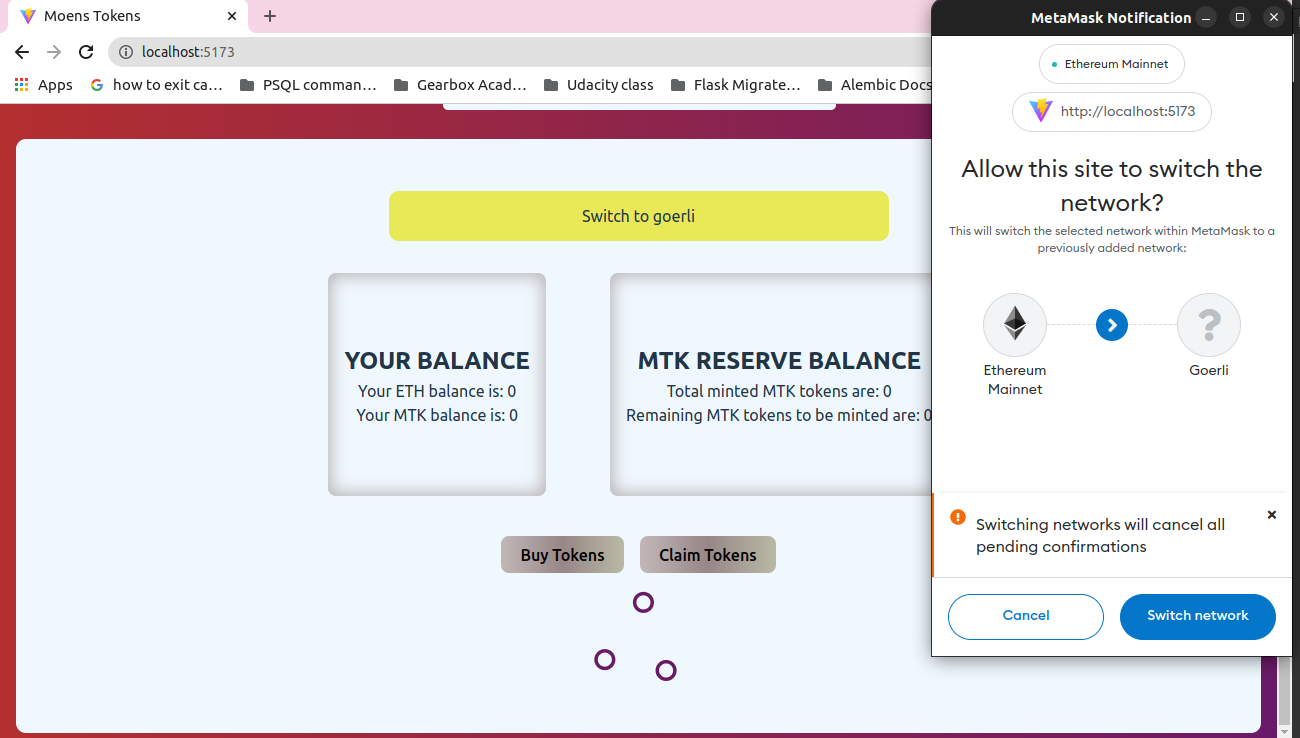 Moens Tokens
localhost:5173
Apps
how to exit ca...
PSQL comman...
Gearbox Acad...
Udacity class
Flask Migrate...
Alembic Docs
Switch to goerli
YOUR BALANCE
Your ETH balance is: 0
Your MTK balance is: 0
MTK RESERVE BALANCE
Total minted MTK tokens are: 0
Remaining MTK tokens to be minted are: 0
Buy Tokens
Claim Tokens
MetaMask Notification
Ethereum Mainnet
http://localhost:5173
Allow this site to switch the
network?
This will switch the selected network within MetaMask to a
previously added network:
?
Ethereum
Mainnet
Goerli
Switching networks will cancel all
pending confirmations
Cancel
Switch network